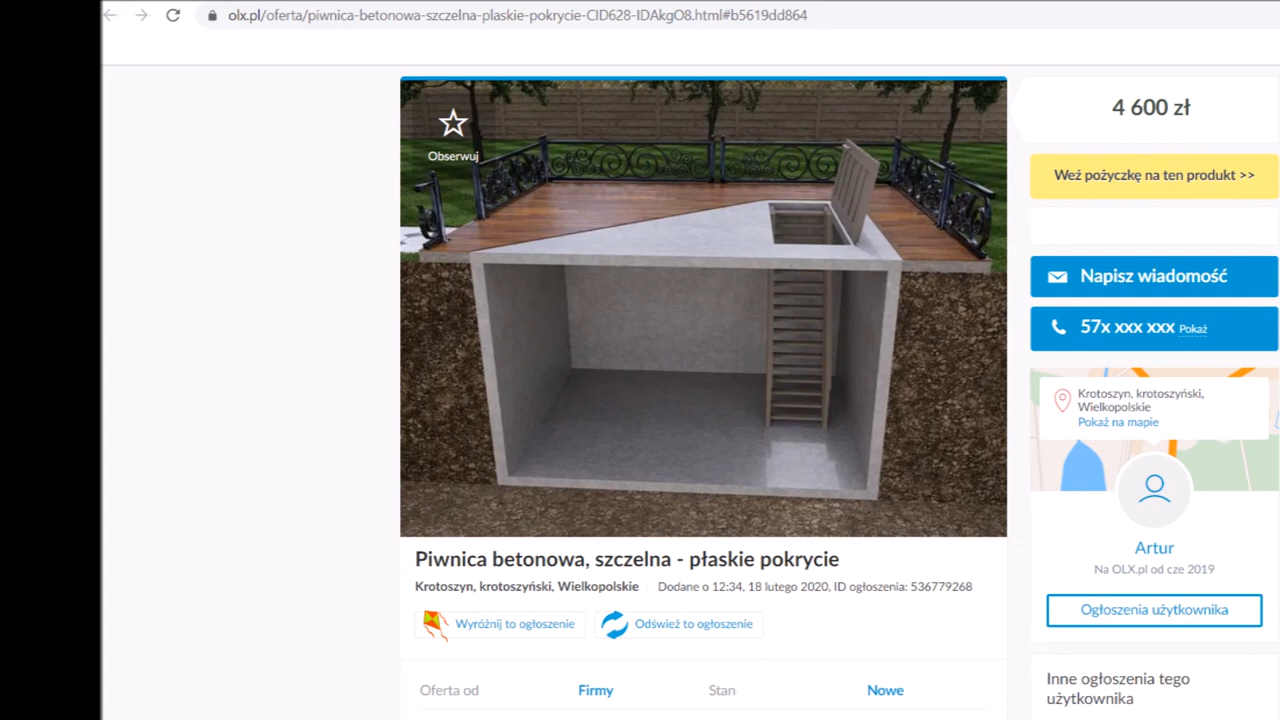 olx.pl/oferta/piwnica-betonowa-szczelna-plaskie-pokrycie-CID628-IDAkgO8.html#b5619dd864
Obserwuj
4 600 zł
Weź pożyczkę na ten produkt >>
Napisz wiadomość
57x xxx xxx Pokaż
Krotoszyn, krotoszyński,
Wielkopolskie
Pokaż na mapie
Artur
Na OLX.pl od cze 2019
Ogłoszenia użytkownika
Inne ogłoszenia tego
użytkownika
Piwnica betonowa, szczelna - płaskie pokrycie
Krotoszyn, krotoszyński, Wielkopolskie Dodane o 12:34, 18 lutego 2020, ID ogłoszenia: 536779268
Wyróżnij to ogłoszenie Odśwież to ogłoszenie
Oferta od Firmy Stan Nowe